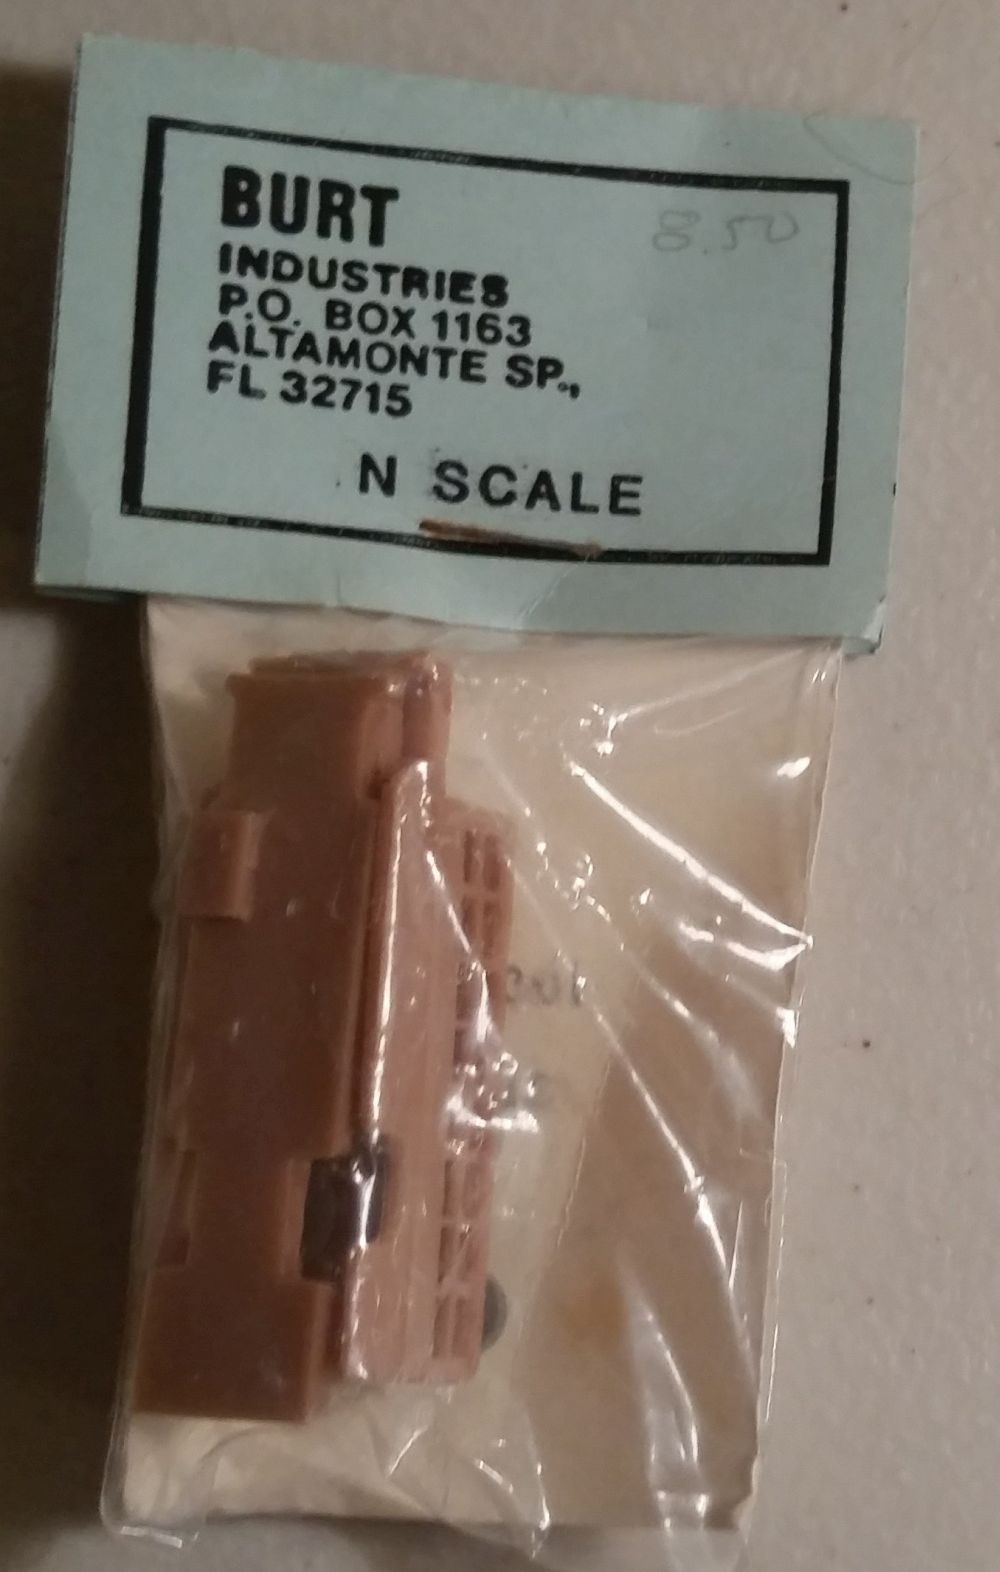 BURT
8.50
INDUSTRIES
P.O. BOX 1163
ALTAMONTE SP.,
FL 32715
N SCALE